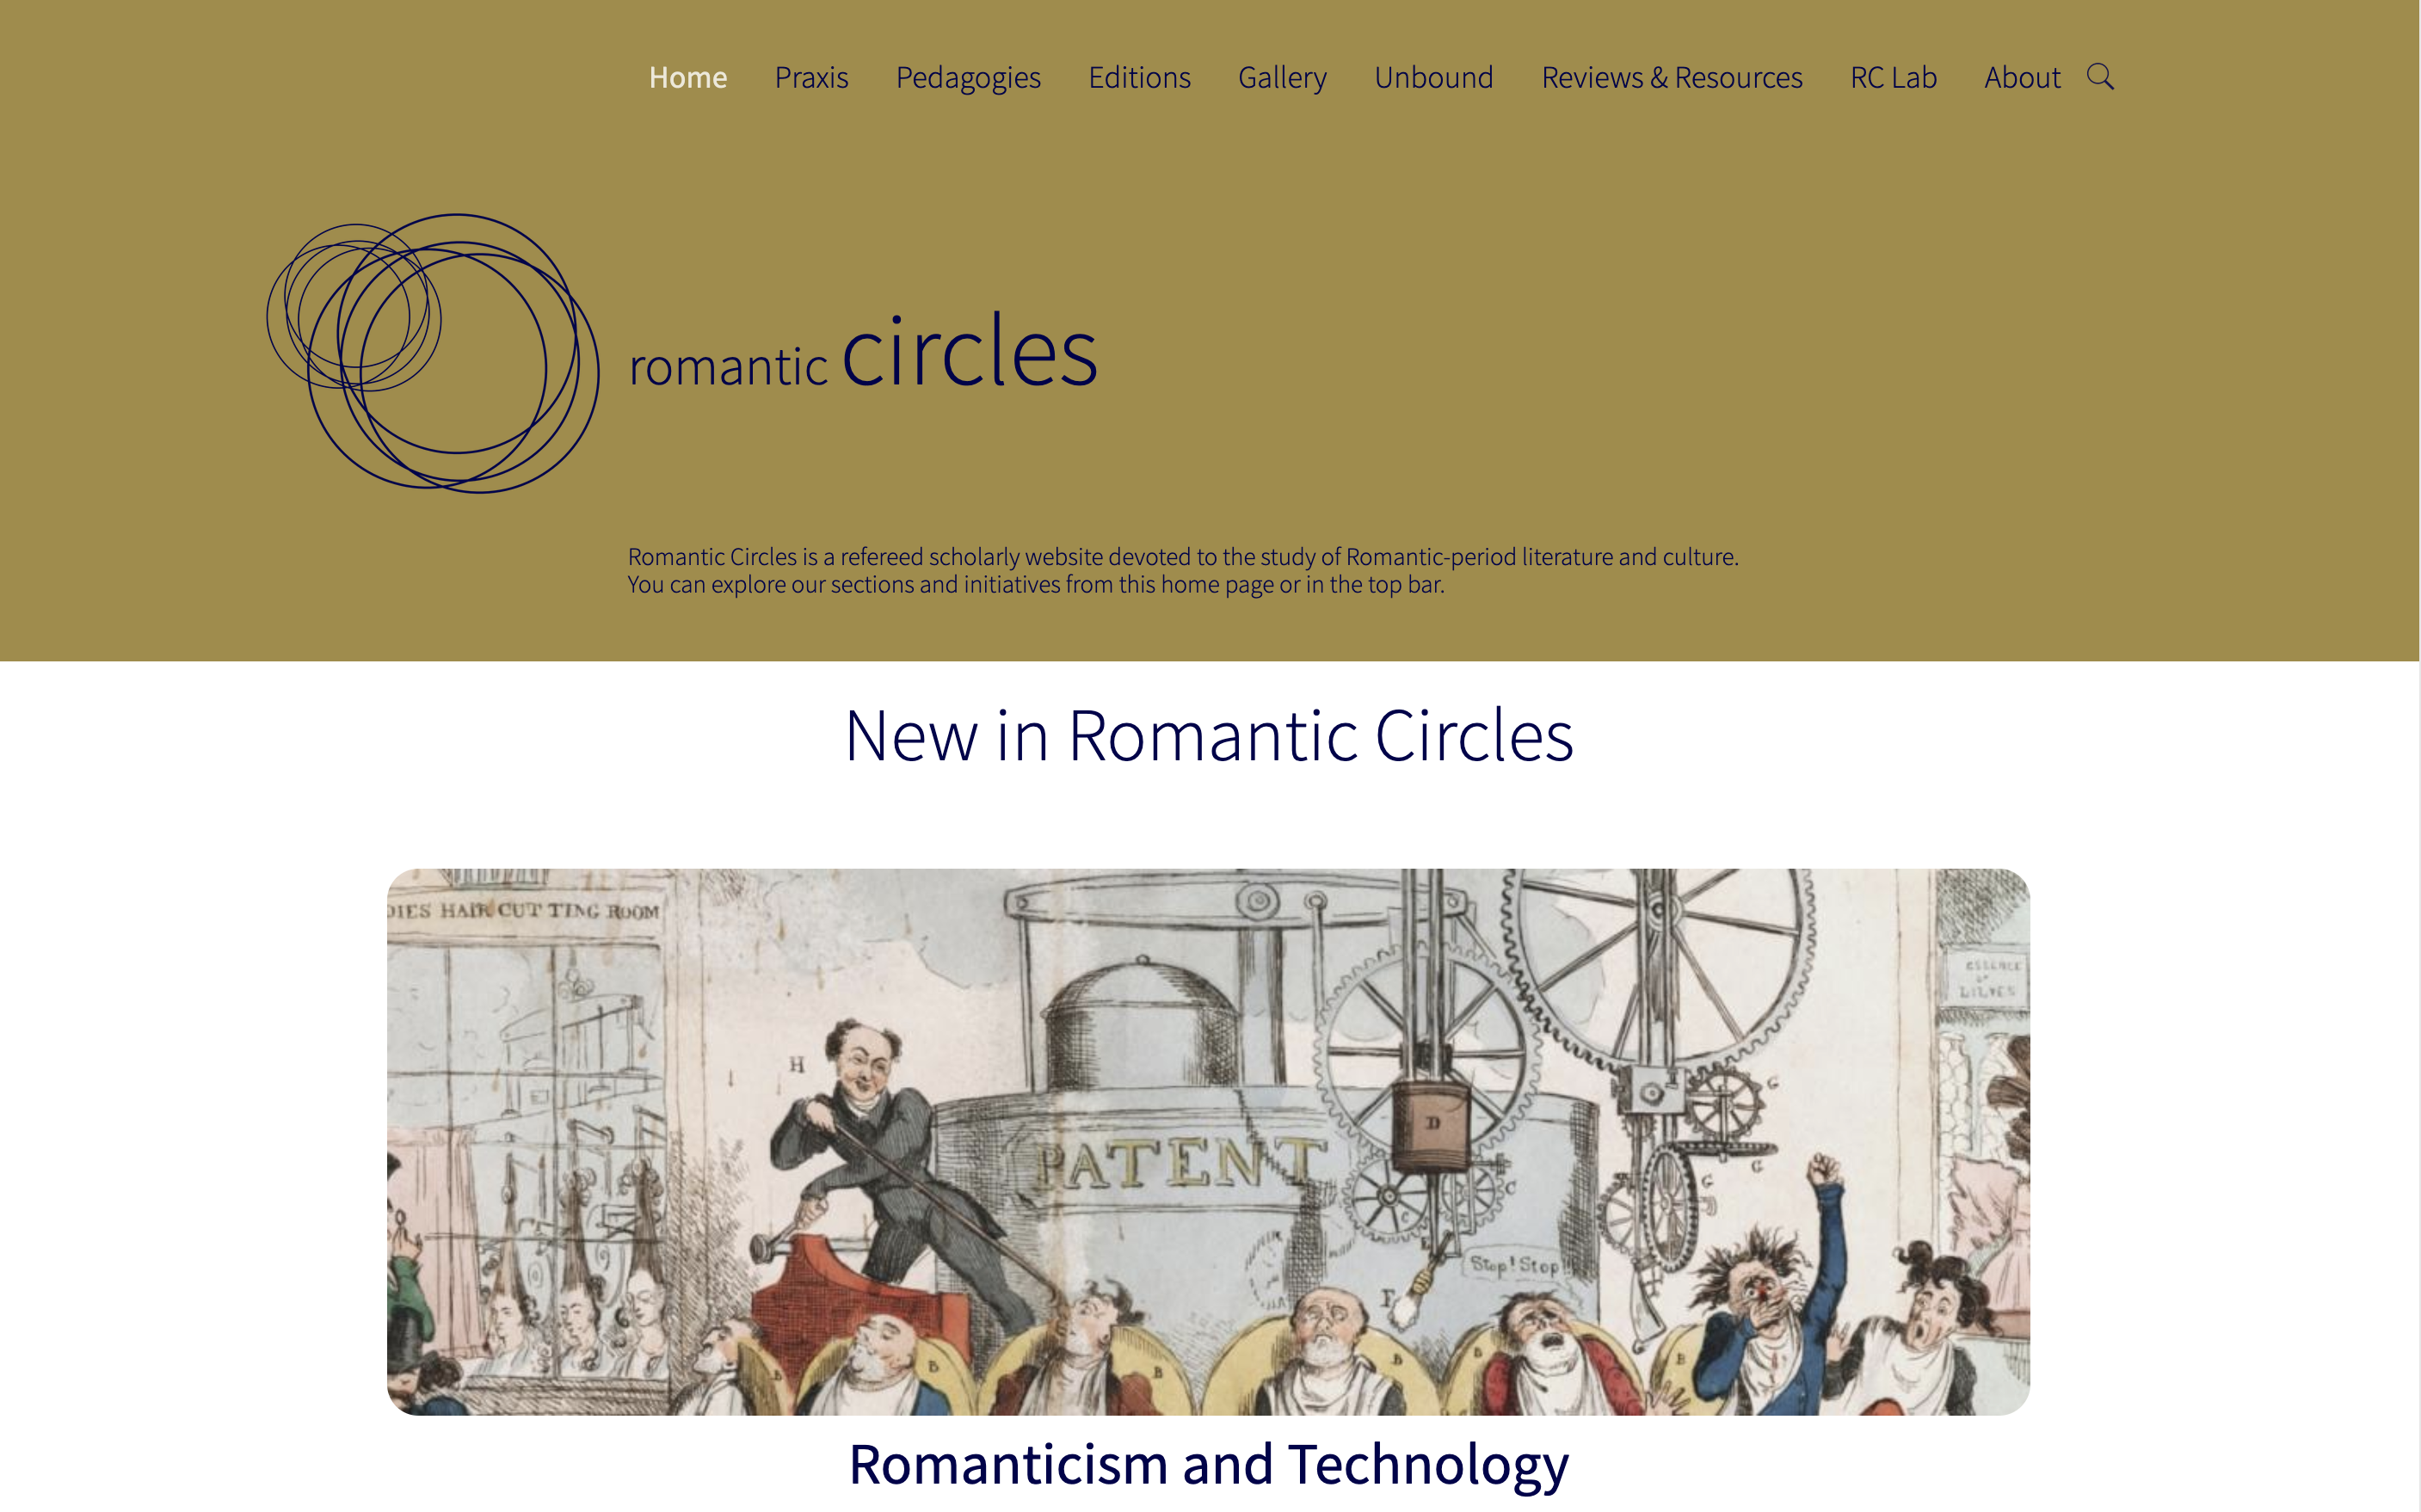 Home Praxis Pedagogies Editions Gallery Unbound Reviews & Resources RC Lab About
romantic circles
Romantic Circles is a refereed scholarly website devoted to the study of Romantic-period literature and culture.
You can explore our sections and initiatives from this home page or in the top bar.
New in Romantic Circles
DIES HAIR CUT TING ROOM
ESSENCE
OF
LILIES
H
G
D
PATENT
G
G
C
C
E
Stop! Stop!
F
B
B
B
B
B
B
Romanticism and Technology